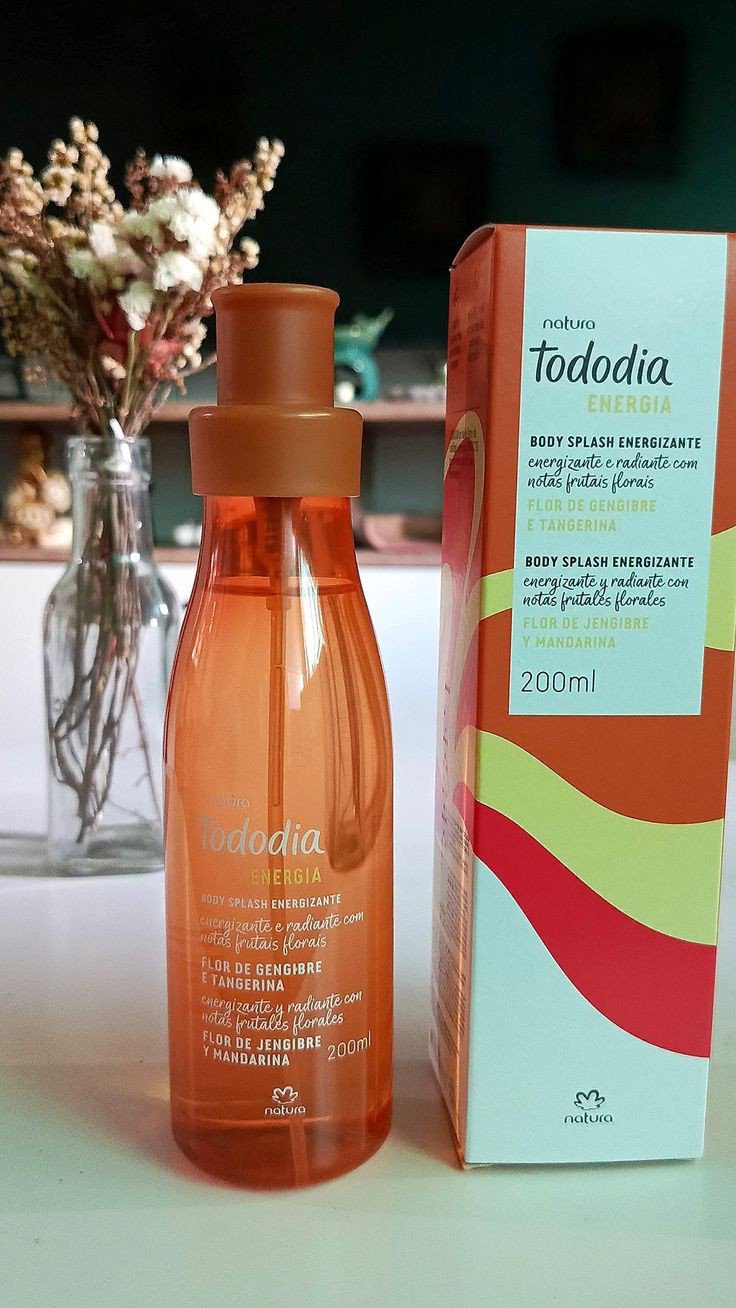 natura
Tododia
ENERGIA
BODY SPLASH ENERGIZANTE
energizante e radiante com
notas frutais florais
FLOR DE GENGIBRE
E TANGERINA
energizante y radiante con
notas frutales florales
FLOR DE JENGIBRE
Y MANDARINA
200ml
natura
natura
Tododia
ENERGIA
BODY SPLASH ENERGIZANTE
energizante e radiante com
notas frutais florais
FLOR DE GENGIBRE
E TANGERINA
BODY SPLASH ENERGIZANTE
energizante y radiante con
notas frutales florales
FLOR DE JENGIBRE
Y MANDARINA
200ml
natura